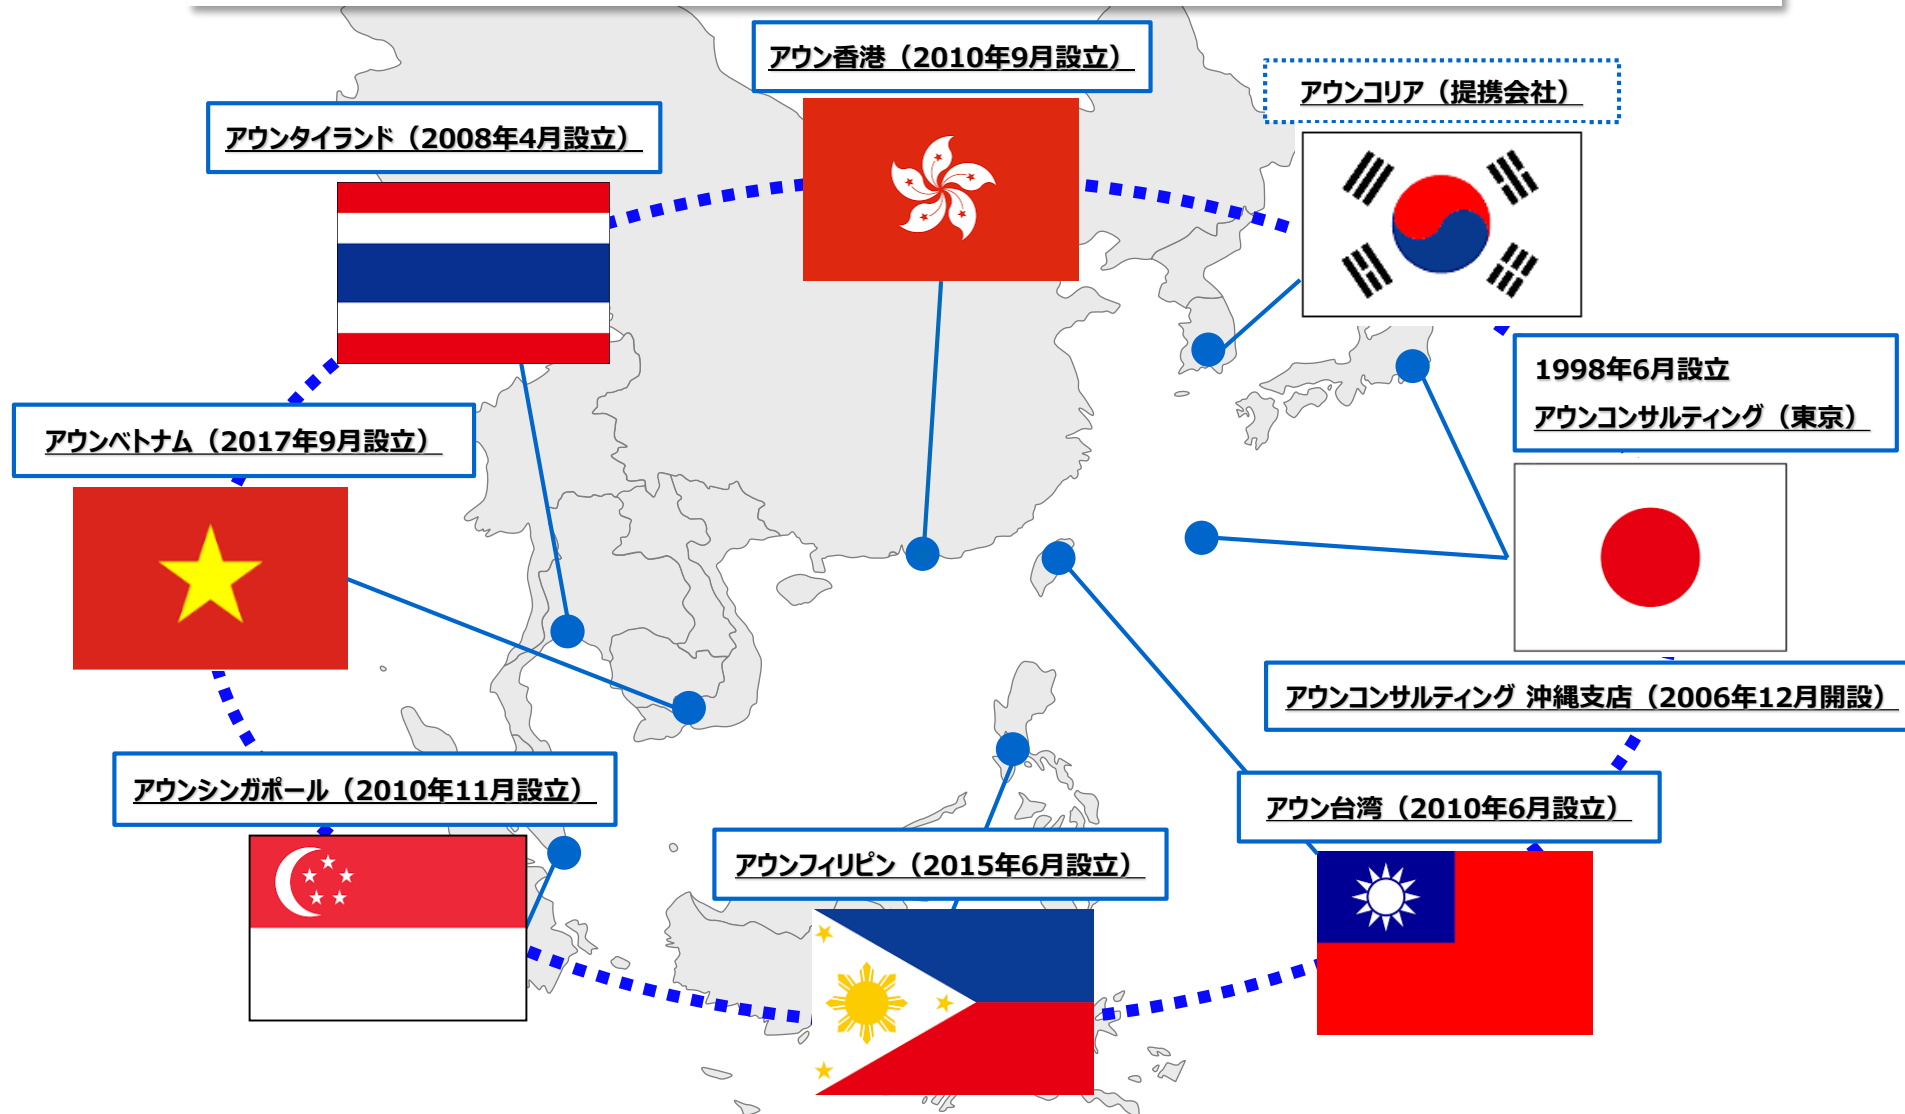 アウン香港（2010年9月設立）
アウンコリア（提携会社）
アウンタイランド（2008年4月設立）
1998年6月設立
アウンコンサルティング（東京）
アウンベトナム（2017年9月設立）
アウンコンサルティング 沖縄支店（2006年12月開設）
アウンシンガポール（2010年11月設立）
アウン台湾（2010年6月設立）
アウンフィリピン（2015年6月設立）